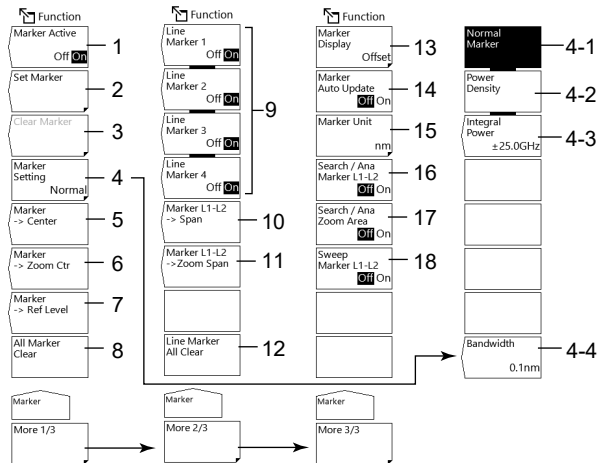 Function
Marker Active
Off On
1
Set Marker
2
Clear Marker
3
Marker
Setting
Normal
4
Marker
-> Center
5
Marker
-> Zoom Ctr
6
Marker
-> Ref Level
7
All Marker
Clear
8
Marker
More 1/3
Function
Line
Marker 1
Off On
Line
Marker 2
Off On
Line
Marker 3
Off On
Line
Marker 4
Off On
9
Marker L1-L2
-> Span
10
Marker L1-L2
->Zoom Span
11
Line Marker
All Clear
12
Marker
More 2/3
Function
Marker
Display
Offset
13
Marker
Auto Update
Off On
14
Marker Unit
nm
15
Search / Ana
Marker L1-L2
Off On
16
Search / Ana
Zoom Area
Off On
17
Sweep
Marker L1-L2
Off On
18
Marker
More 3/3
Normal
Marker
4-1
Power
Density
4-2
Integral
Power
±25.0GHz
4-3
Bandwidth
0.1nm
4-4